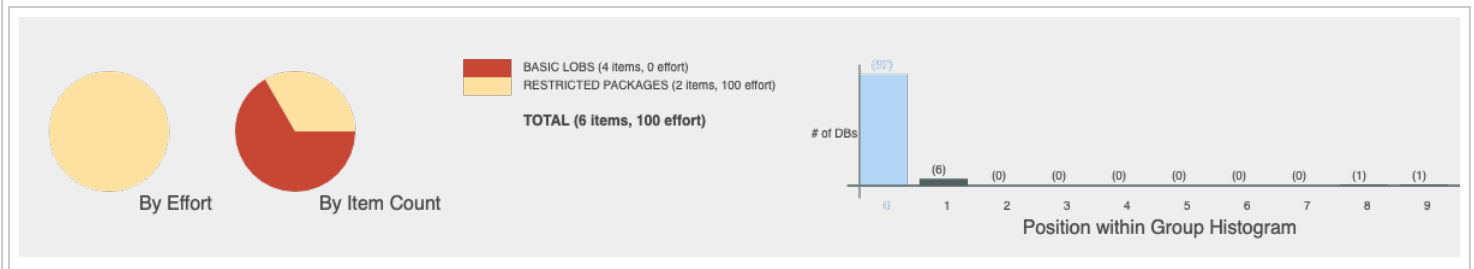 BASIC LOBS (4 items, 0 effort)
RESTRICTED PACKAGES (2 items, 100 effort)
TOTAL (6 items, 100 effort)
By Effort
By Item Count
# of DBs
(97)
(6)
(0)
(0)
(0)
(0)
(0)
(0)
(1)
(1)
0
1
2
3
4
5
6
7
8
9
Position within Group Histogram